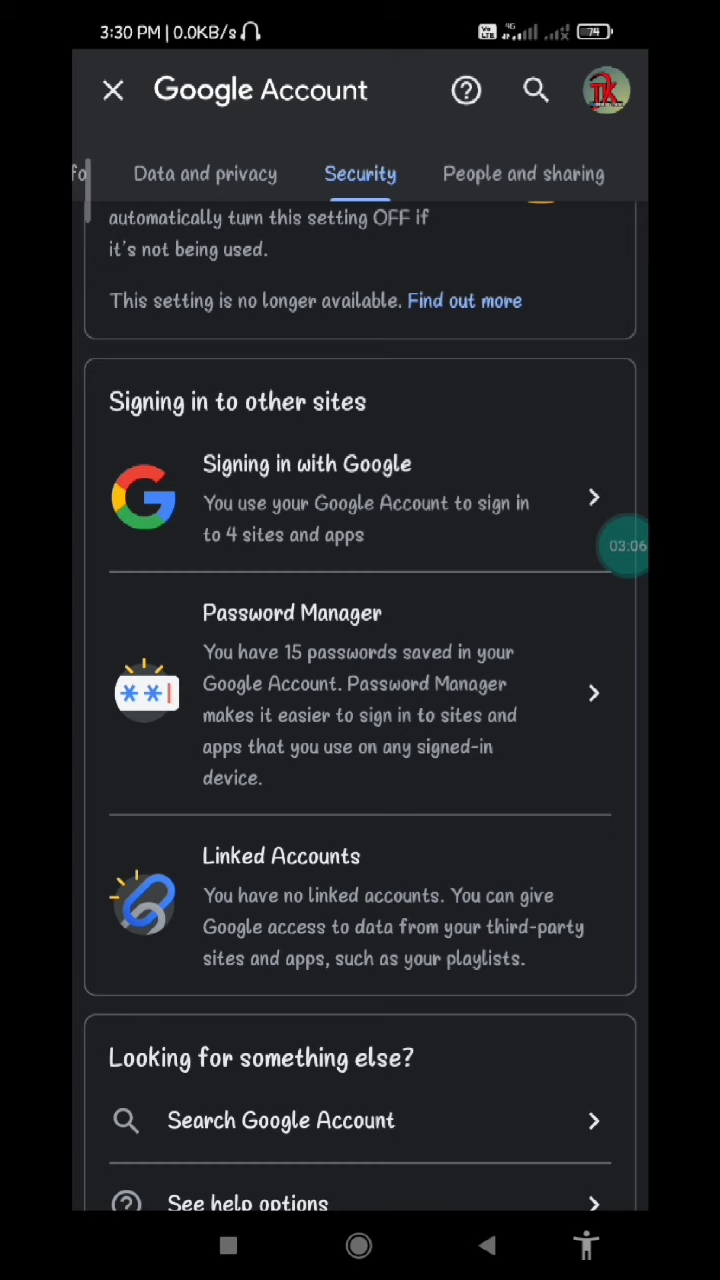 3:30 PM | 0.0KB/s
Vo LTE 4G 74
Google Account
TK
fo Data and privacy Security People and sharing
automatically turn this setting OFF if
it's not being used.
This setting is no longer available. Find out more
Signing in to other sites
Signing in with Google
You use your Google Account to sign in
to 4 sites and apps
03:06
Password Manager
You have 15 passwords saved in your
Google Account. Password Manager
makes it easier to sign in to sites and
apps that you use on any signed-in
device.
Linked Accounts
You have no linked accounts. You can give
Google access to data from your third-party
sites and apps, such as your playlists.
Looking for something else?
Search Google Account
See help options